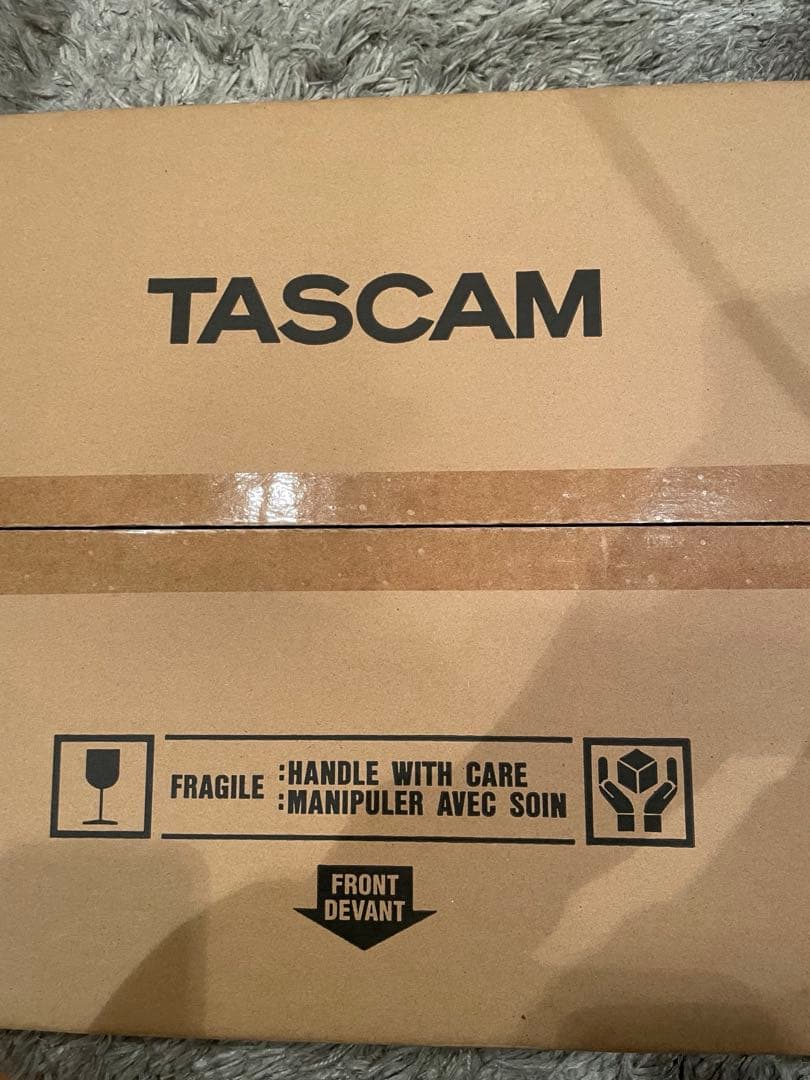 TASCAM
FRAGILE :HANDLE WITH CARE
:MANIPULER AVEC SOIN
FRONT
DEVANT